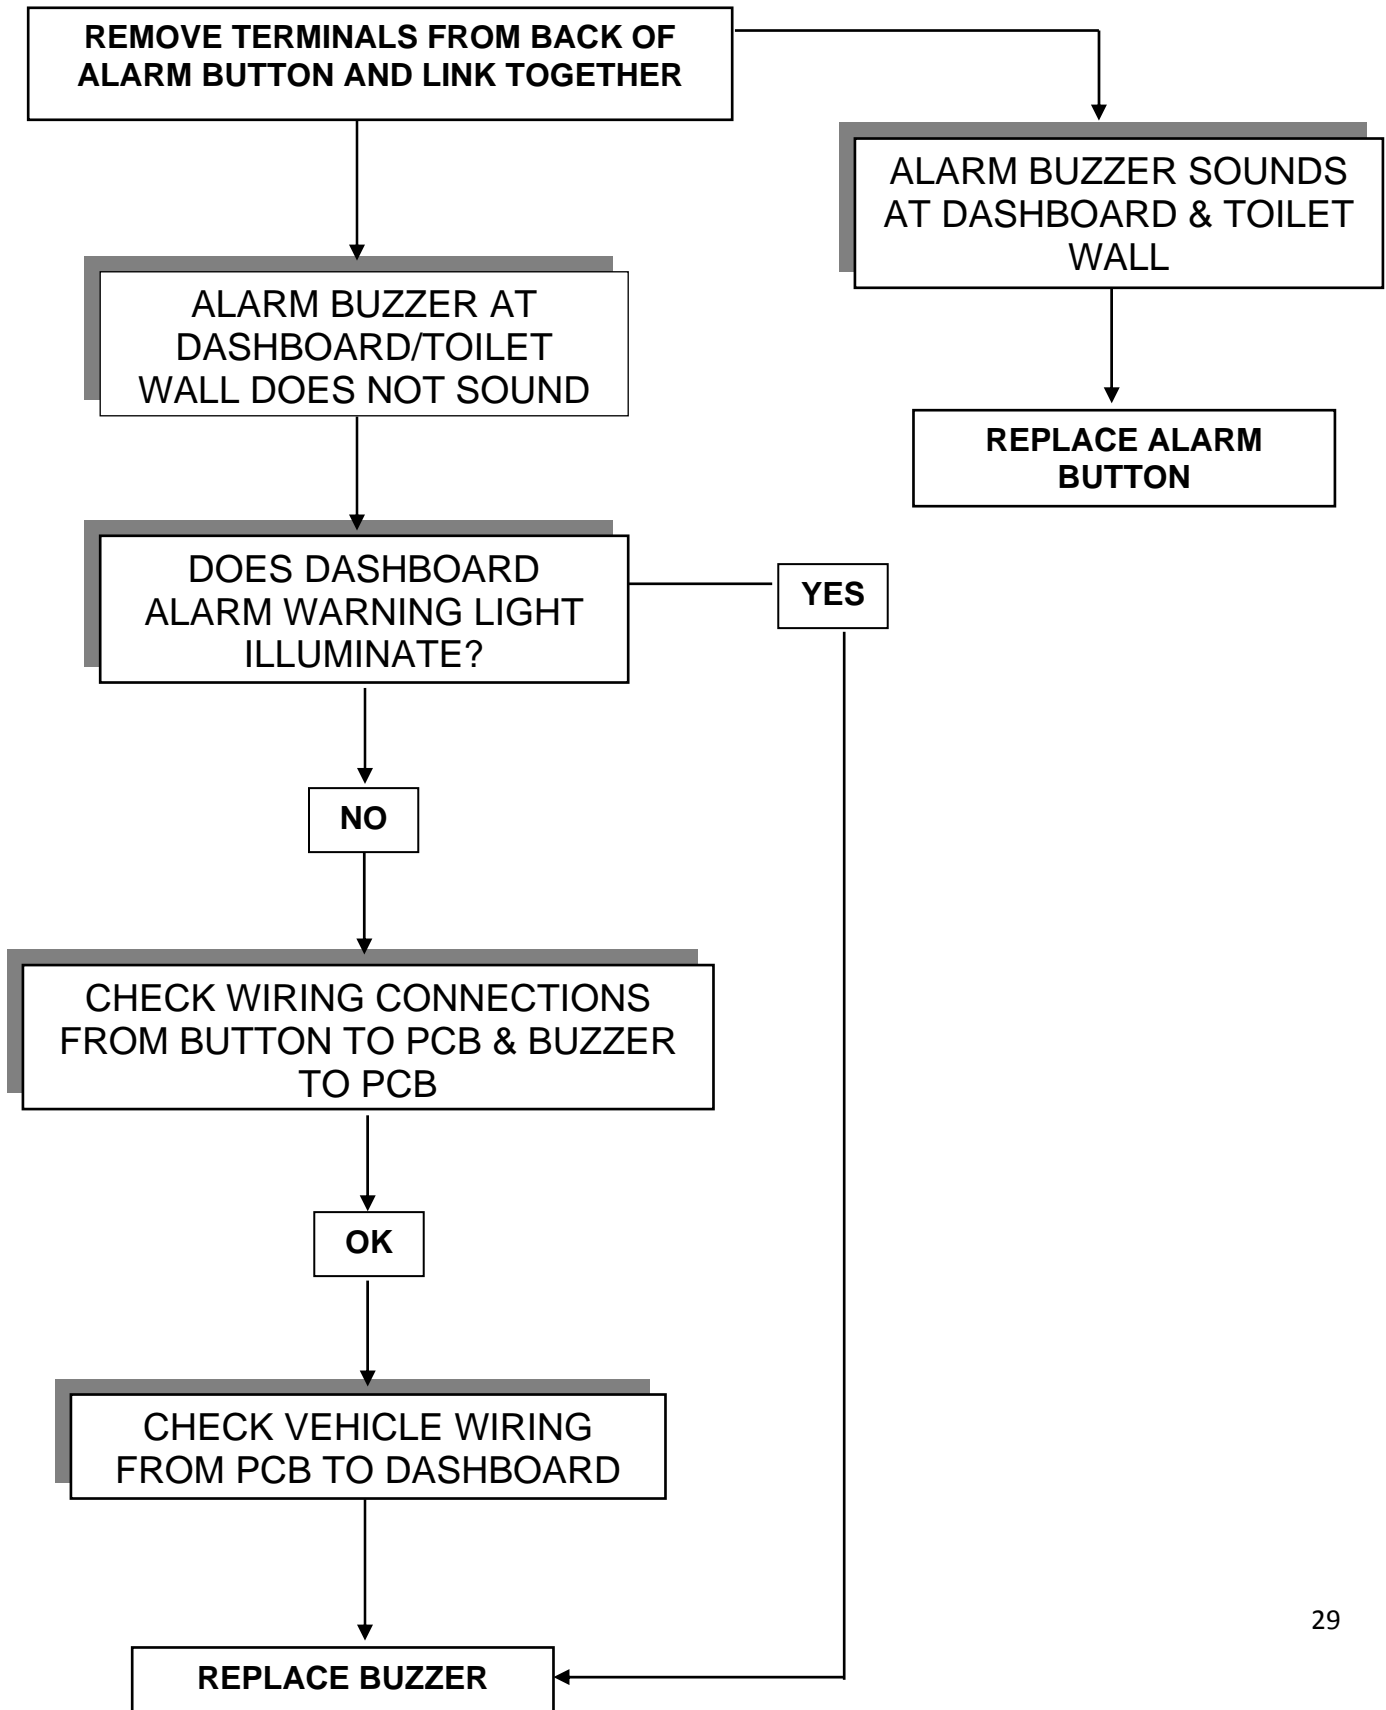 REMOVE TERMINALS FROM BACK OF
ALARM BUTTON AND LINK TOGETHER
ALARM BUZZER SOUNDS
AT DASHBOARD & TOILET
WALL
ALARM BUZZER AT
DASHBOARD/TOILET
WALL DOES NOT SOUND
REPLACE ALARM
BUTTON
DOES DASHBOARD
ALARM WARNING LIGHT
ILLUMINATE?
YES
NO
CHECK WIRING CONNECTIONS
FROM BUTTON TO PCB & BUZZER
TO PCB
OK
CHECK VEHICLE WIRING
FROM PCB TO DASHBOARD
REPLACE BUZZER
29